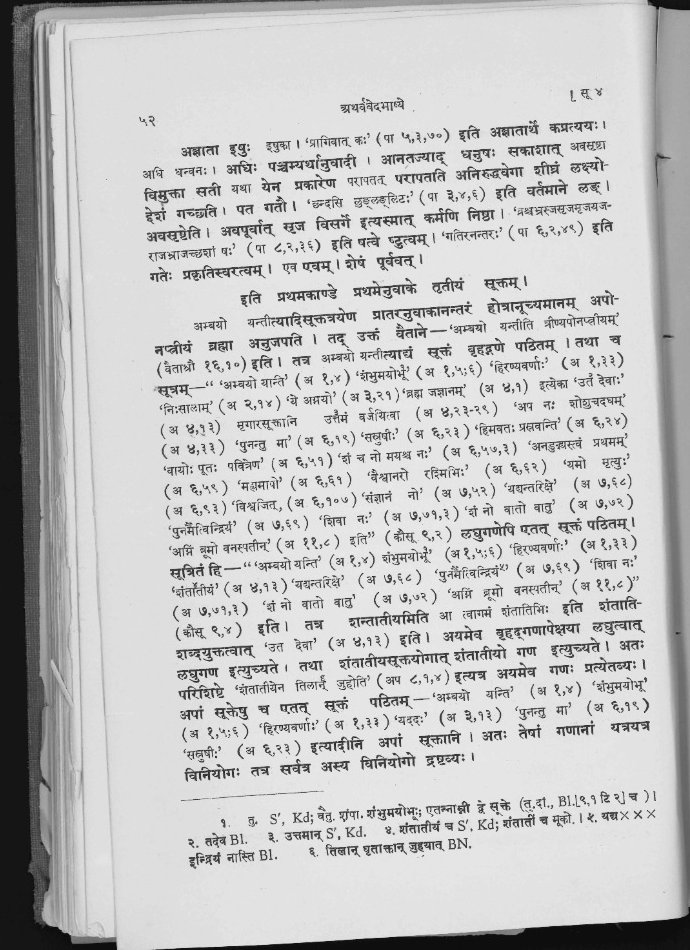 ५२
अथर्ववेदभाष्ये
[ सू ४
अज्ञाता इषुः इषुका । 'प्रागिवात् कः' (पा ५,३,७०) इति अज्ञातार्थे कप्रत्ययः।
अधि धन्वनः । अधिः पञ्चम्यर्थानुवादी । आनतज्याद् धनुषः सकाशात् अवसृष्टा
विमुक्ता सती यथा येन प्रकारेण परापतत् परापताति अनिरुद्धवेगा शीघ्रं लक्ष्यो-
द्देशं गच्छति । पत गतौ । 'छन्दसि लुङ्लङ्लिटः' (पा ३,४,६) इति वर्तमाने लङ् ।
अवसृष्टेति । अवपूर्वात् सृज विसर्गे इत्यस्मात् कर्मणि निष्ठा । 'व्रश्चभ्रस्जसृजमृजयज-
राजभ्राजच्छशां षः' (पा ८,२,३६) इति षत्वे ष्टुत्वम् । 'गतिरनन्तरः' (पा ६,२,४९) इति
गतेः प्रकृतिस्वरत्वम् । एव एवम् । शेषं पूर्ववत् ।
इति प्रथमकाण्डे प्रथमेनुवाके तृतीयं सूक्तम् ।
अम्बयो यन्तीत्यादिसूक्तत्रयेण प्रातरनुवाकानन्तरं होत्रानूच्यमानम् अपो-
नप्त्रीयं ब्रह्मा अनुजपति । तद् उक्तं वैताने — 'अम्बयो यन्तीति त्रीण्यपोनप्त्रीयम्'
(वैताश्रौ १६,१०) इति । तत्र अम्बयो यन्तीत्याद्यं सूक्तं बृहद्गणे पठितम् । तथा च
सूत्रम् — "'अम्बयो यन्ति' (अ १,४) 'शंभुमयोभू' (अ १,५;६) 'हिरण्यवर्णाः' (अ १,३३)
'निःसालाम्' (अ २,१४) 'ये अग्नयो' (अ ३,२१) 'ब्रह्म जज्ञानम्' (अ ४,१) इत्येका 'उत देवाः'
(अ ४,१३) मृगारसूक्तानि उत्तमं वर्जयित्वा (अ ४,२३-२९) 'अप नः शोशुचदघम्'
(अ ४,३३) 'पुनन्तु मा' (अ ६,१९) 'सस्रुषीः' (अ ६,२३) 'हिमवतः प्रस्रवन्ति' (अ ६,२४)
'वायोः पूतः पवित्रेण' (अ ६,५१) 'शं च नो मयश्च नः' (अ ६,५७,३) 'अनडुद्भ्यस्त्वं प्रथमम्'
(अ ६,५९) 'मह्यमापो' (अ ६,६१) 'वैश्वानरो रश्मिभिः' (अ ६,६२) 'यमो मृत्युः'
(अ ६,९३) 'विश्वजित्' (अ ६,१०७) 'संज्ञानं नो' (अ ७,५२) 'यद्यन्तरिक्षे' (अ ७,६८)
'पुनर्मैत्विन्द्रियं' (अ ७,६९) 'शिवा नः' (अ ७,७१,३) 'शं नो वातो वातु' (अ ७,७२)
'अग्निं ब्रूमो वनस्पतीन्' (अ ११,८) इति" (कौसू ९,२) लघुगणेपि एतत् सूक्तं पठितम् ।
सूत्रितं हि — "'अम्बयो यन्ति' (अ १,४) शंभुमयोभू' (अ १,५;६) 'हिरण्यवर्णाः' (अ १,३३)
'शंतातीयं' (अ ४,१३) 'यद्यन्तरिक्षे' (अ ७,६८) 'पुनर्मैत्विन्द्रियं' (अ ७,६९) 'शिवा नः'
(अ ७,७१,३) 'शं नो वातो वातु' (अ ७,७२) 'अग्निं ब्रूमो वनस्पतीन्' (अ ११,८)"
(कौसू ९,४) इति । तत्र शन्तातीयमिति आ त्वागमं शंतातिभिः इति शंताति-
शब्दयुक्तत्वात् 'उत देवा' (अ ४,१३) इति । अयमेव बृहद्गणापेक्षया लघुत्वात्
लघुगण इत्युच्यते । तथा शंतातीयसूक्तयोगात् शंतातीयो गण इत्युच्यते । अतः
परिशिष्टे 'शंतातीयेन तिलान् जुहोति' (अप ८,१,४) इत्यत्र अयमेव गणः प्रत्येतव्यः ।
अपां सूक्तेषु च एतत् सूक्तं पठितम् — 'अम्बयो यन्ति' (अ १,४) 'शंभुमयोभू'
(अ १,५;६) 'हिरण्यवर्णाः' (अ १,३३) 'यददः' (अ ३,१३) 'पुनन्तु मा' (अ ६,१९)
'सस्रुषीः' (अ ६,२३) इत्यादीनि अपां सूक्तानि । अतः तेषां गणानां यत्रयत्र
विनियोगः तत्र सर्वत्र अस्य विनियोगो द्रष्टव्यः ।
१. तु. S', Kd; वैतु. शंपा. शंभुमयोभूः; एतन्नाम्नी द्वे सूक्ते (तु. दा., Bl. [९,१ टि २] च ) ।
२. तदेव Bl. ३. उत्तमान् S', Kd. ४. शंतातीयं च S', Kd; शंताती च मूको. । ५. यद्य×××
इन्द्रियं नास्ति Bl. ६. तिलान् घृताक्तान् जुहुयात् BN.